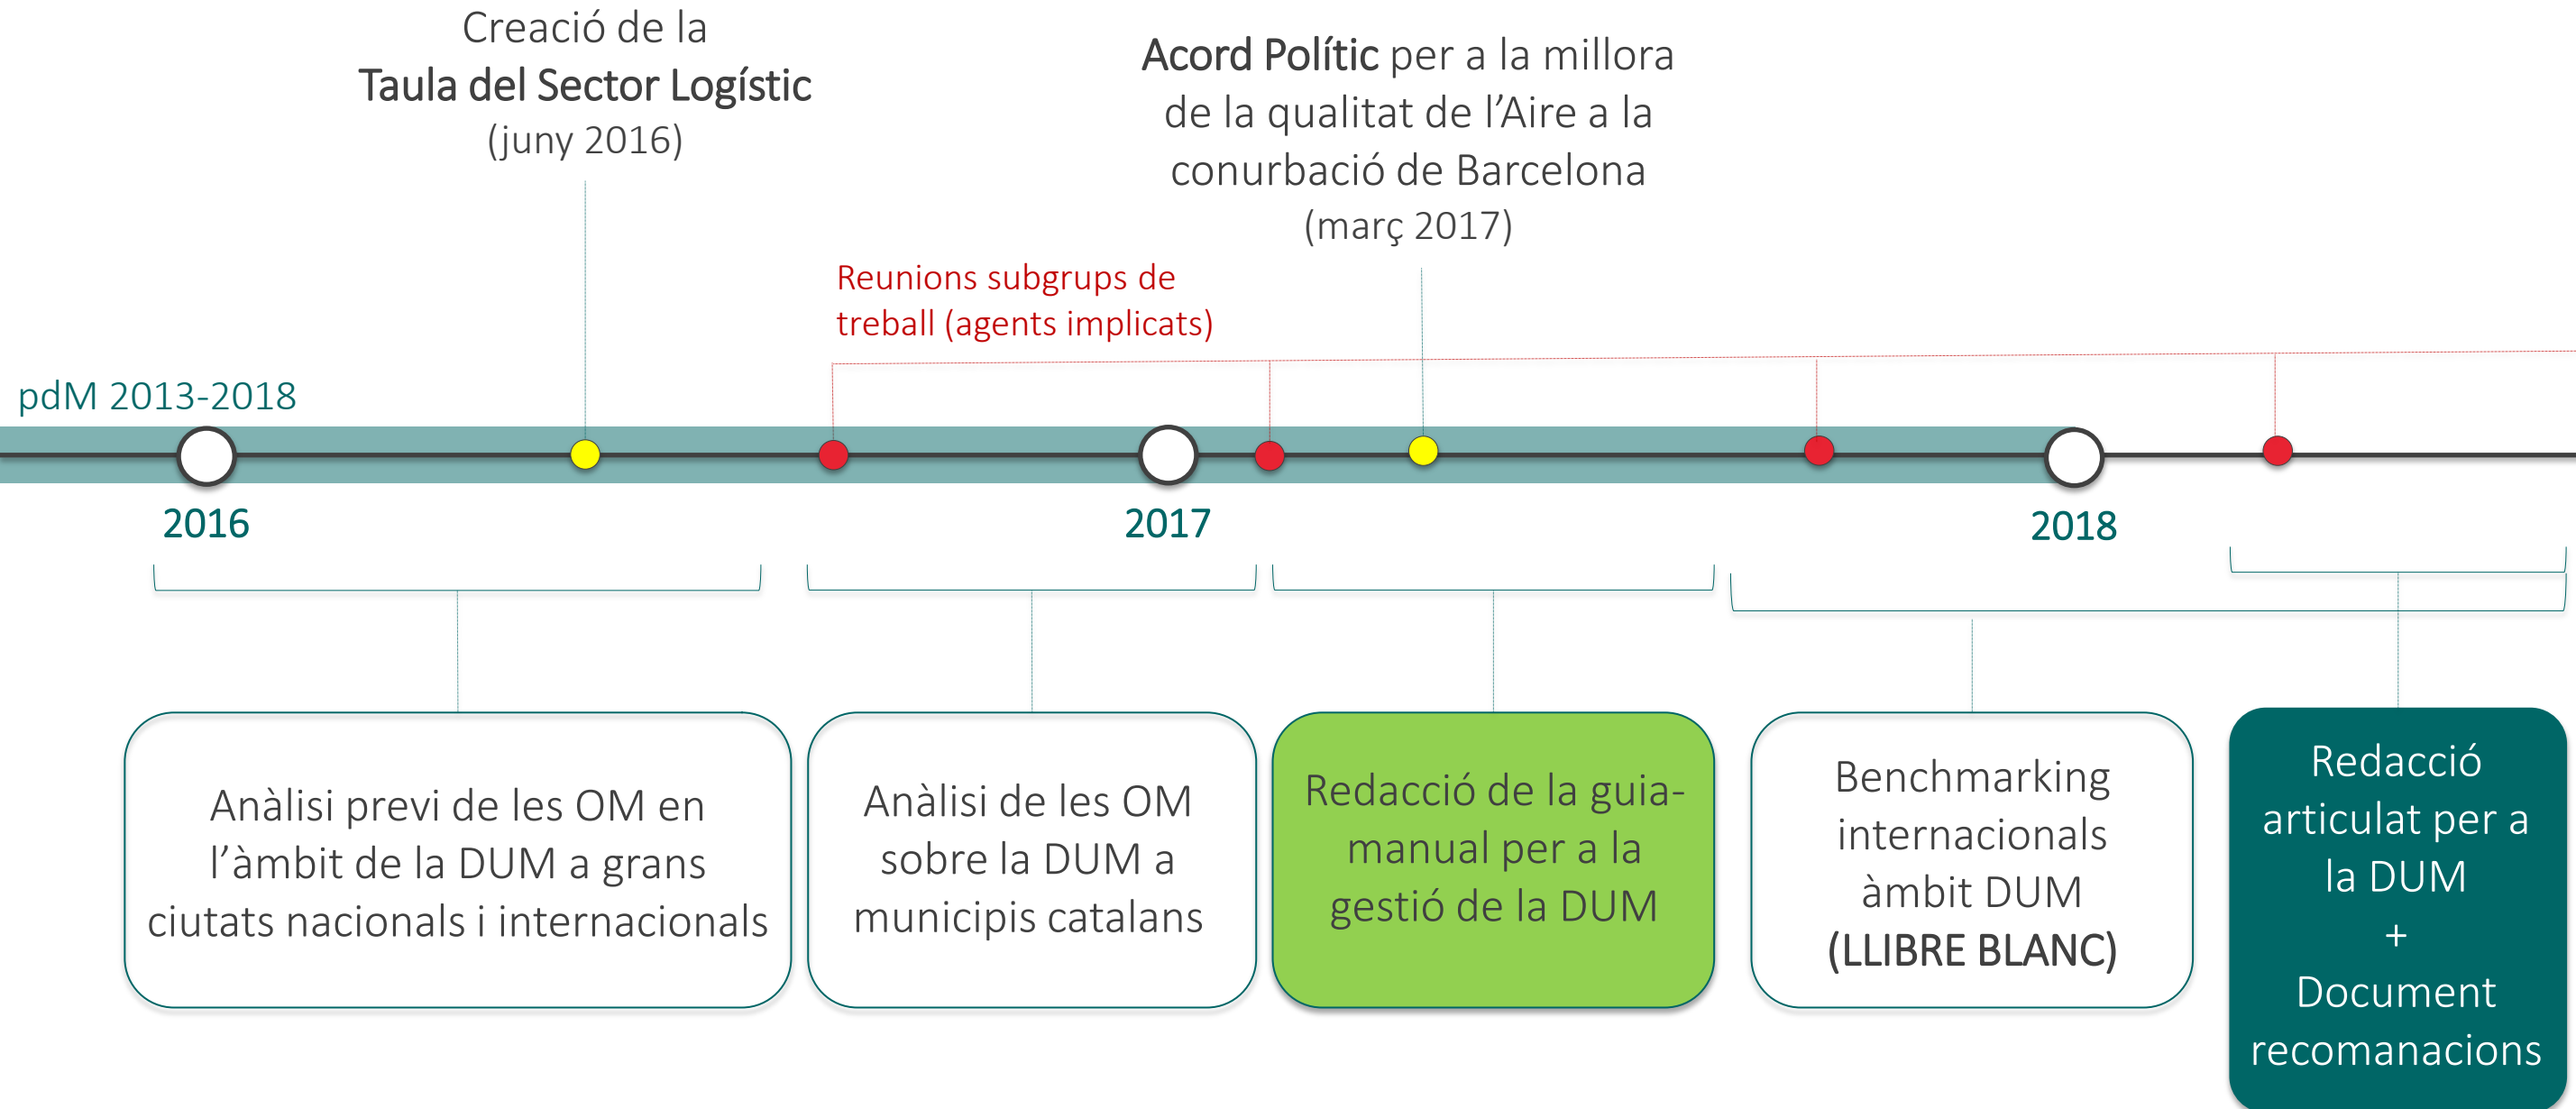 Creació de la
Taula del Sector Logístic
(juny 2016)
Acord Polític per a la millora
de la qualitat de l’Aire a la
conurbació de Barcelona
(març 2017)
Reunions subgrups de
treball (agents implicats)
pdM 2013-2018
2016
2017
2018
Anàlisi previ de les OM en
l’àmbit de la DUM a grans
ciutats nacionals i internacionals
Anàlisi de les OM
sobre la DUM a
municipis catalans
Redacció de la guia-
manual per a la
gestió de la DUM
Benchmarking
internacionals
àmbit DUM
(LLIBRE BLANC)
Redacció
articulat per a
la DUM
+
Document
recomanacions